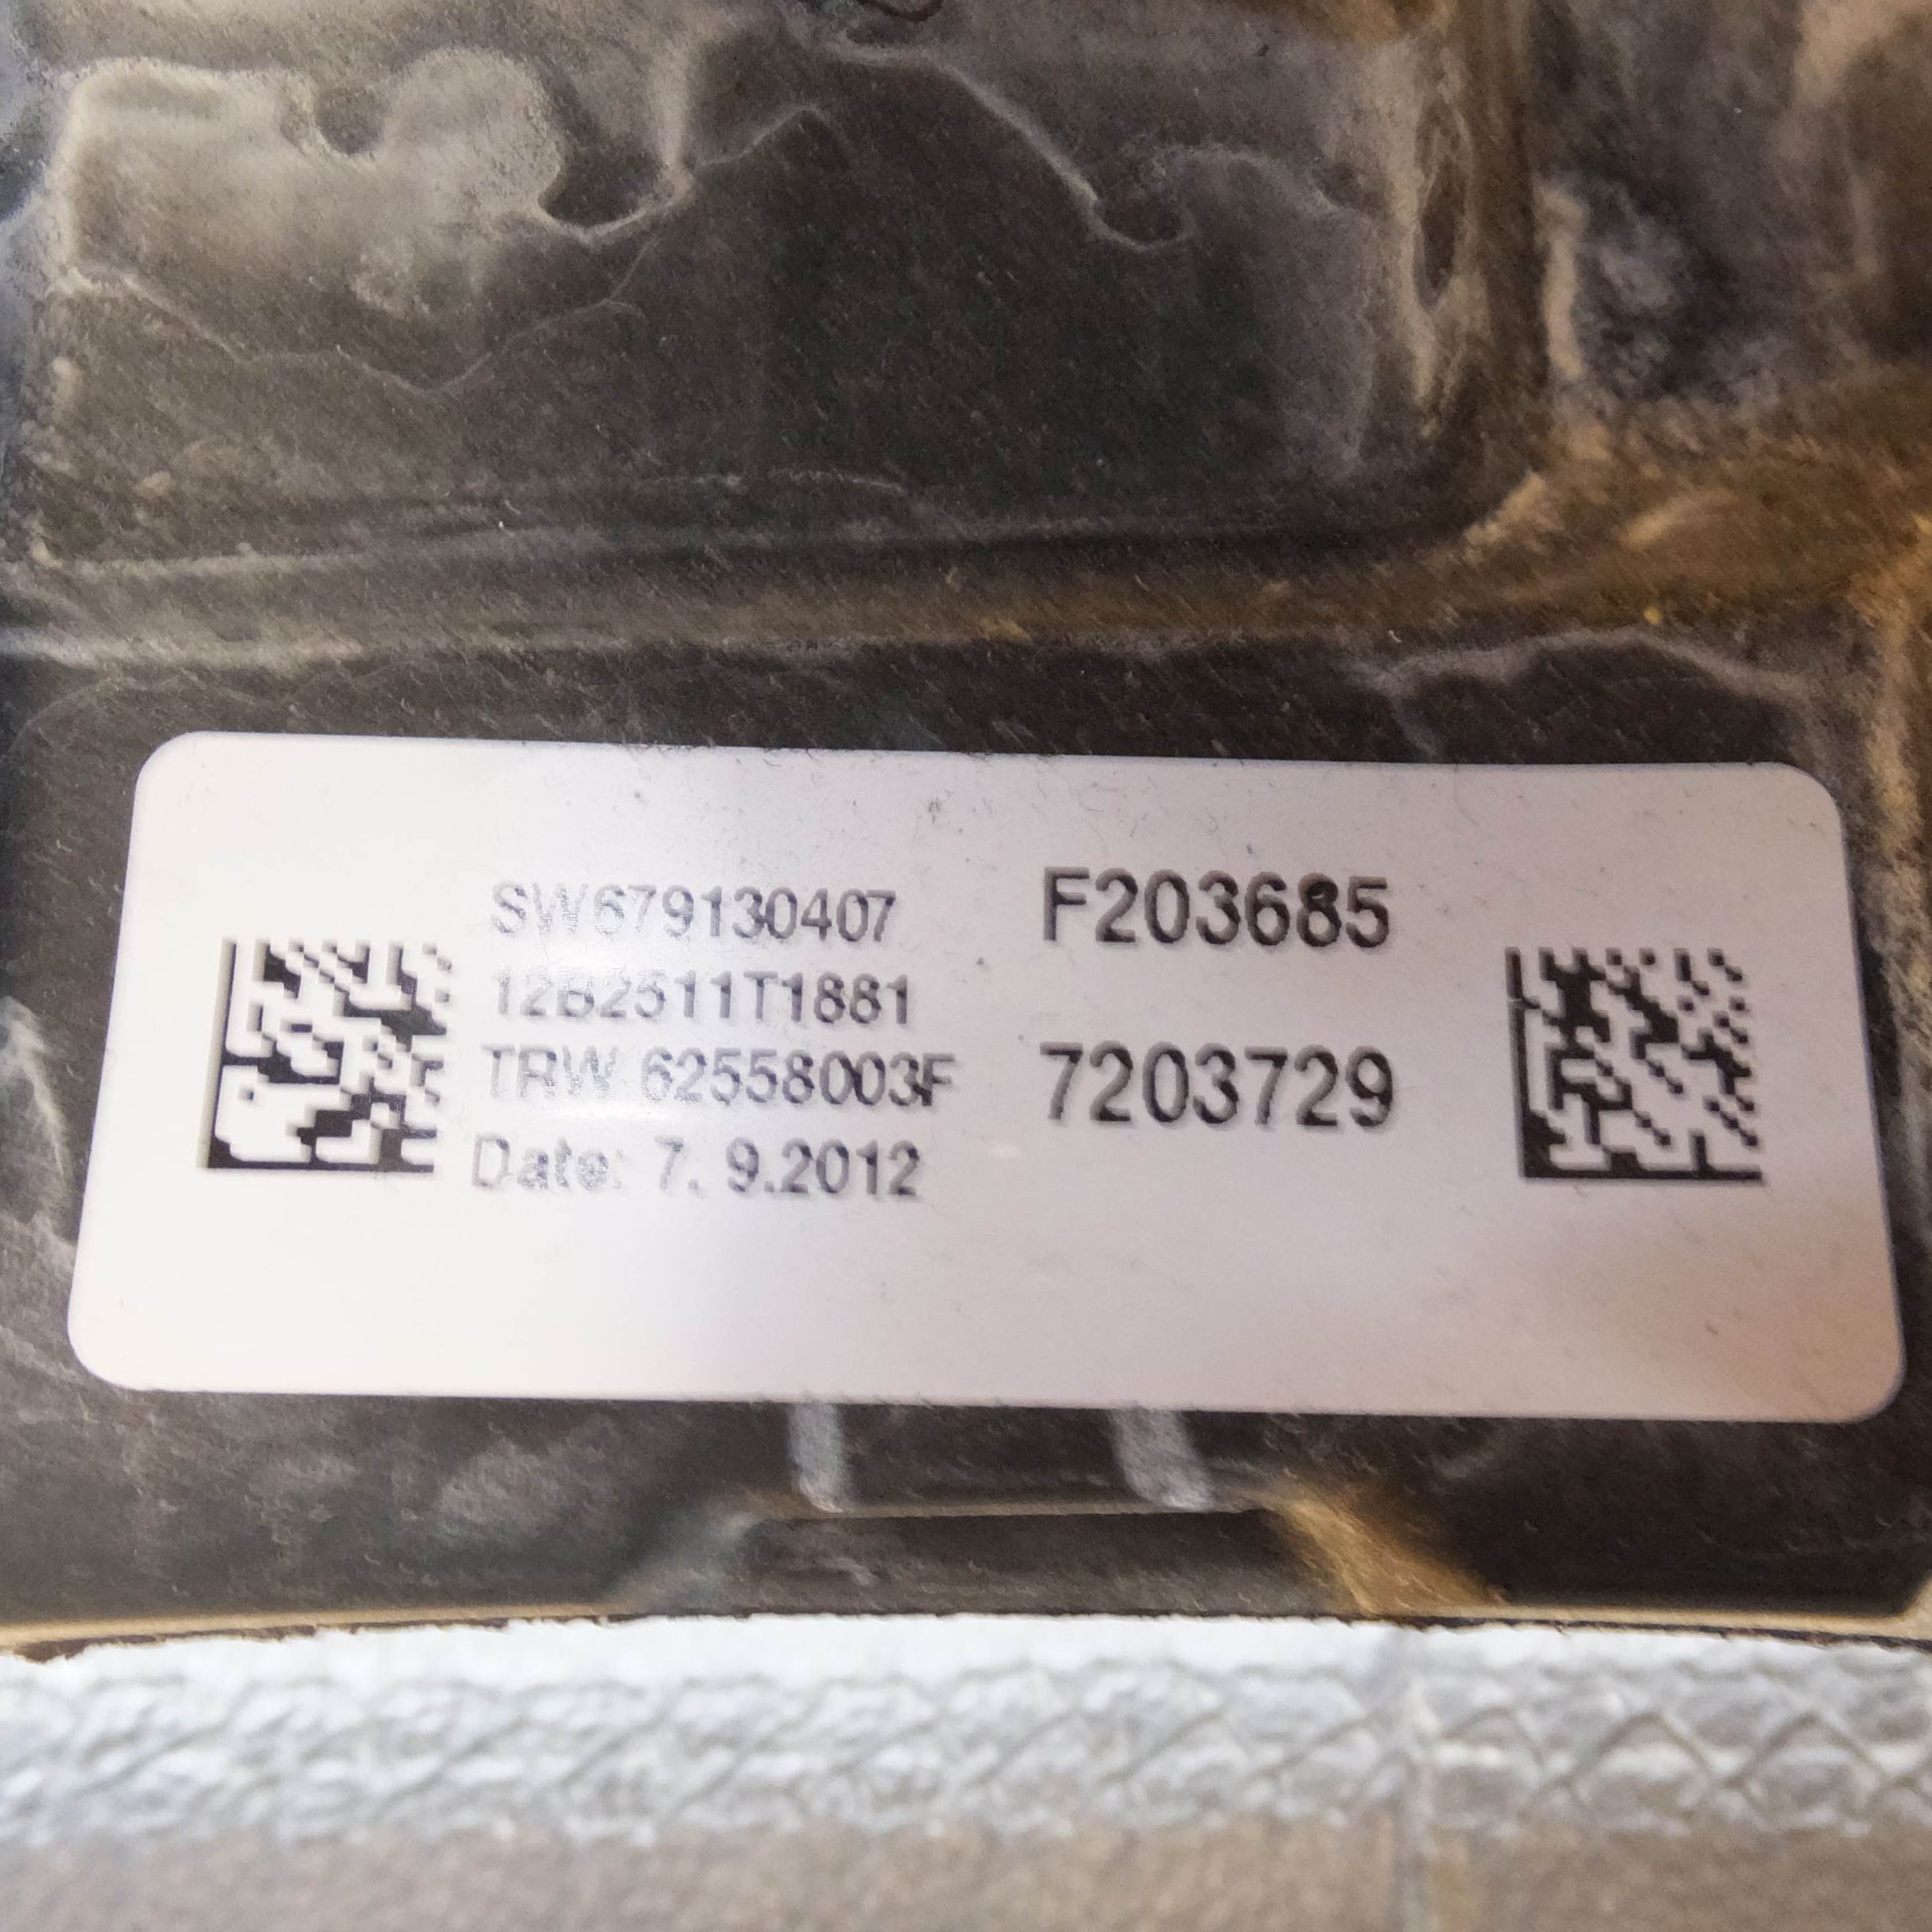 SW679130407
12B2511T1881
TRW 62558003F
Date: 7. 9.2012
F203685
7203729